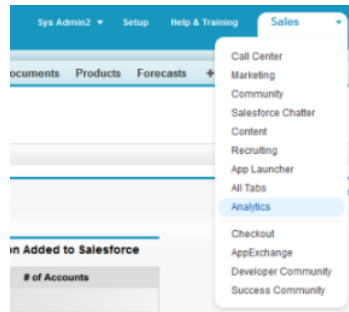 Sys Admin2 Setup Help & Training Sales
ocuments Products Forecasts +
Call Center
Marketing
Community
Salesforce Chatter
Content
Recruiting
App Launcher
All Tabs
Analytics
Checkout
AppExchange
Developer Community
Success Community
on Added to Salesforce
# of Accounts